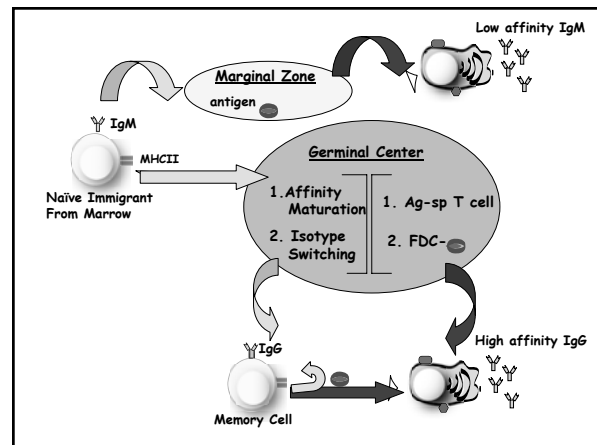 Low affinity IgM
Marginal Zone
antigen
IgM
MHCII
Naïve Immigrant
From Marrow
Germinal Center
1. Affinity
Maturation
2. Isotype
Switching
1. Ag-sp T cell
2. FDC-
IgG
Memory Cell
High affinity IgG